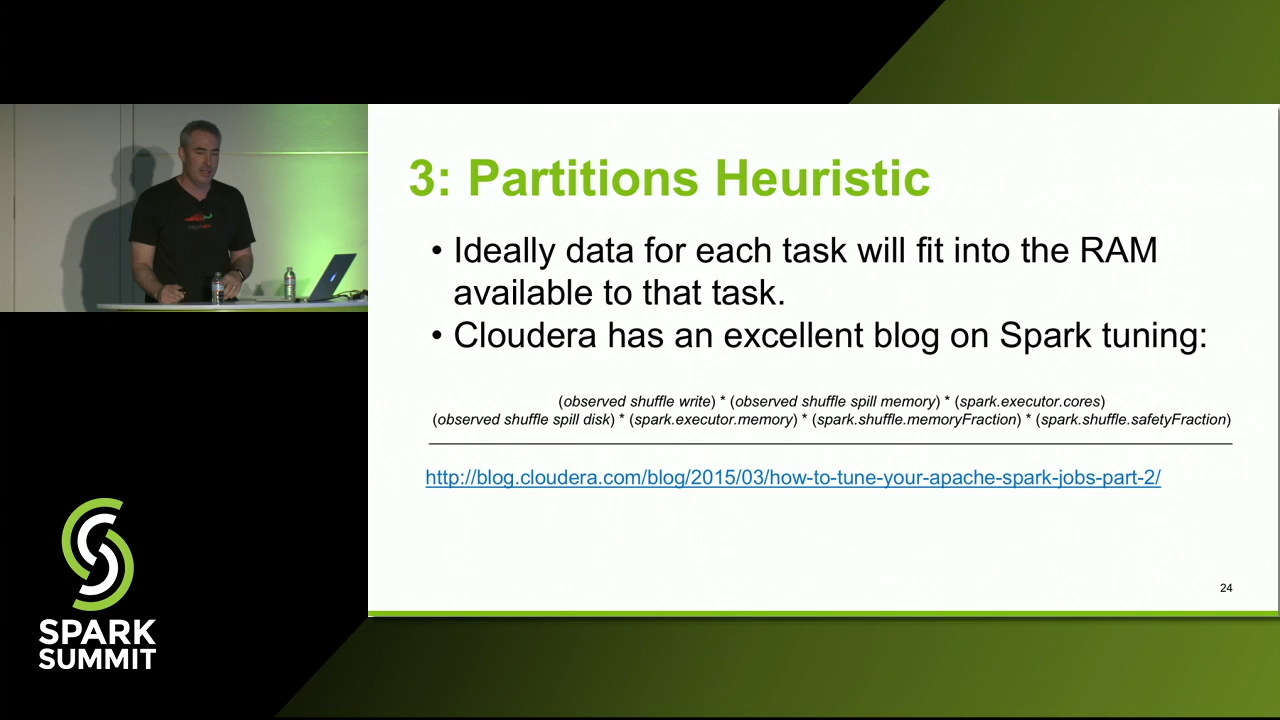 3: Partitions Heuristic
• Ideally data for each task will fit into the RAM
available to that task.
• Cloudera has an excellent blog on Spark tuning:
(observed shuffle write) * (observed shuffle spill memory) * (spark.executor.cores)
(observed shuffle spill disk) * (spark.executor.memory) * (spark.shuffle.memoryFraction) * (spark.shuffle.safetyFraction)
http://blog.cloudera.com/blog/2015/03/how-to-tune-your-apache-spark-jobs-part-2/
24
SPARK
SUMMIT